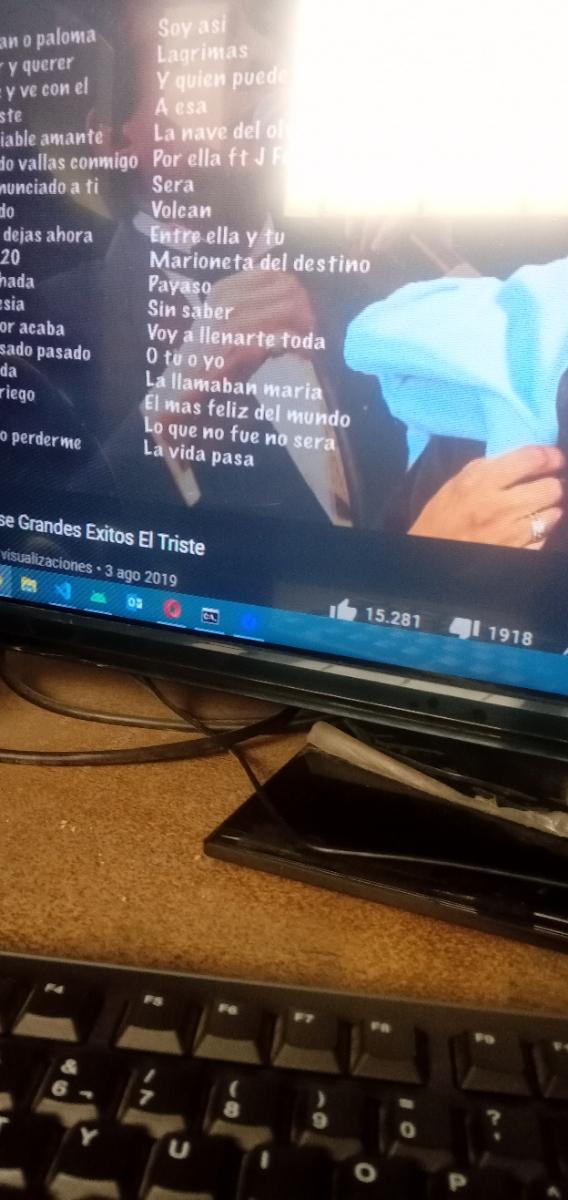 an o paloma
r y querer
e y ve con el
ste
iable amante
do vallas conmigo
nunciado a ti
do
dejas ahora
20
hada
esia
or acaba
sado pasado
da
riego
o perderme
Soy asi
Lagrimas
Y quien puede
A esa
La nave del ol
Por ella ft J F
Sera
Volcan
Entre ella y tu
Marioneta del destino
Payaso
Sin saber
Voy a llenarte toda
O tu o yo
La llamaban maria
El mas feliz del mundo
Lo que no fue no sera
La vida pasa
se Grandes Exitos El Triste
visualizaciones • 3 ago 2019
15.281
1918
F4
F5
F6
F7
F8
F9
&
6 ¬
/
7
(
8
)
9
=
0
?
'
Y
U
I
O
P